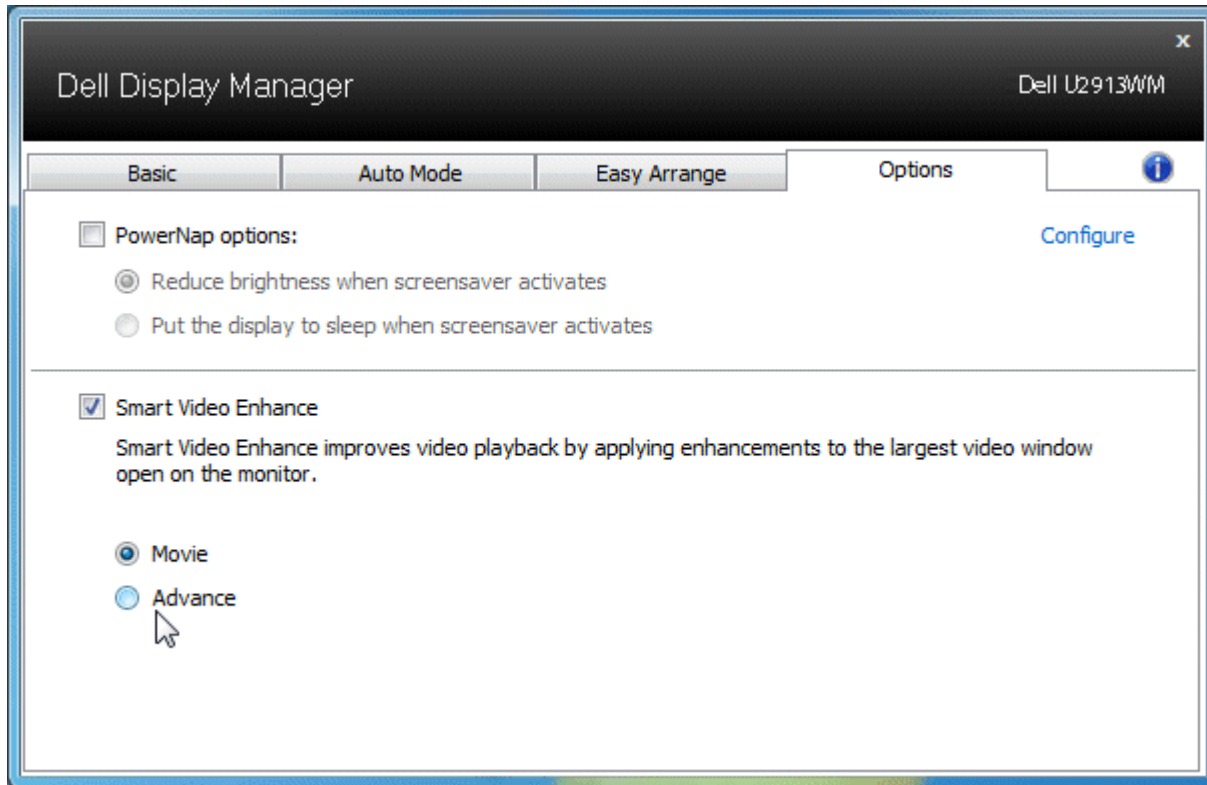 x
Dell Display Manager
Dell U2913WM
Basic
Auto Mode
Easy Arrange
Options
i
PowerNap options:
Configure
Reduce brightness when screensaver activates
Put the display to sleep when screensaver activates
Smart Video Enhance
Smart Video Enhance improves video playback by applying enhancements to the largest video window
open on the monitor.
Movie
Advance